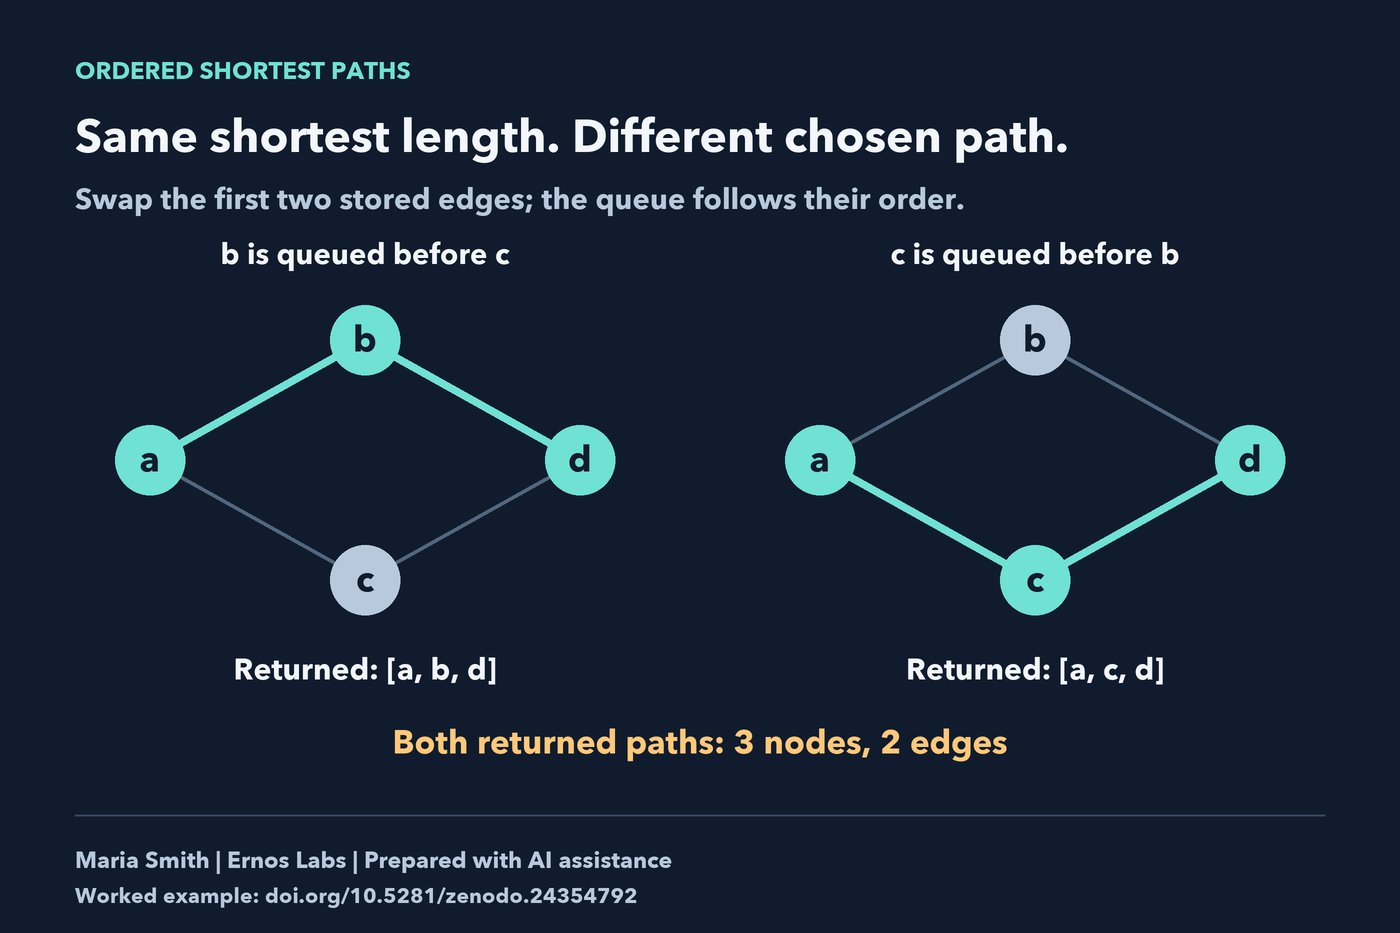 ORDERED SHORTEST PATHS
Same shortest length. Different chosen path.
Swap the first two stored edges; the queue follows their order.
b is queued before c
c is queued before b
b
a
d
c
b
a
d
c
Returned: [a, b, d]
Returned: [a, c, d]
Both returned paths: 3 nodes, 2 edges
Maria Smith | Ernos Labs | Prepared with AI assistance
Worked example: doi.org/10.5281/zenodo.24354792